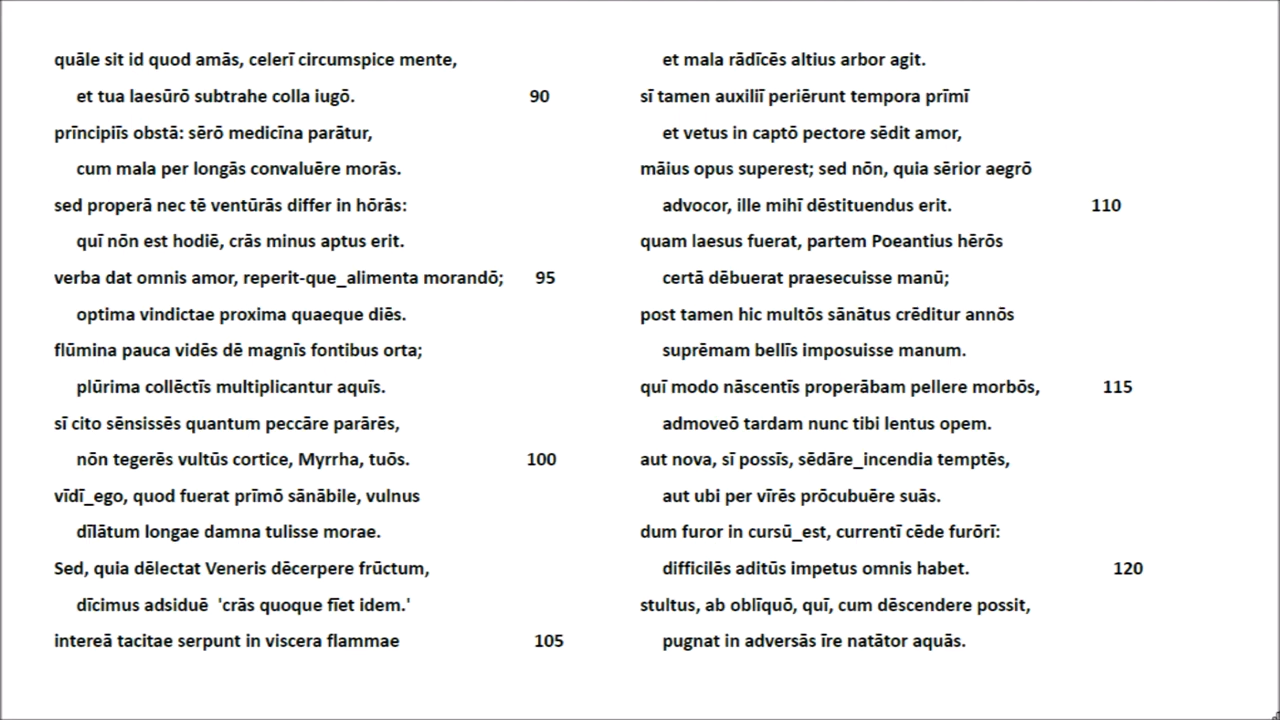 quāle sit id quod amās, celerī circumspice mente,
et tua laesūrō subtrahe colla iugō. 90
prīncipiīs obstā: sērō medicīna parātur,
cum mala per longās convaluēre morās.
sed properā nec tē ventūrās differ in hōrās:
quī nōn est hodiē, crās minus aptus erit.
verba dat omnis amor, reperit-que_alimenta morandō; 95
optima vindictae proxima quaeque diēs.
flūmina pauca vidēs dē magnīs fontibus orta;
plūrima collēctīs multiplicantur aquīs.
sī cito sēnsissēs quantum peccāre parārēs,
nōn tegerēs vultūs cortice, Myrrha, tuōs. 100
vīdī_ego, quod fuerat prīmō sānābile, vulnus
dīlātum longae damna tulisse morae.
Sed, quia dēlectat Veneris dēcerpere frūctum,
dīcimus adsiduē 'crās quoque fīet idem.'
intereā tacitae serpunt in viscera flammae 105
et mala rādīcēs altius arbor agit.
sī tamen auxiliī periērunt tempora prīmī
et vetus in captō pectore sēdit amor,
māius opus superest; sed nōn, quia sērior aegrō
advocor, ille mihī dēstituendus erit. 110
quam laesus fuerat, partem Poeantius hērōs
certā dēbuerat praesecuisse manū;
post tamen hic multōs sānātus crēditur annōs
suprēmam bellīs imposuisse manum.
quī modo nāscentīs properābam pellere morbōs, 115
admoveō tardam nunc tibi lentus opem.
aut nova, sī possīs, sēdāre_incendia temptēs,
aut ubi per vīrēs prōcubuēre suās.
dum furor in cursū_est, currentī cēde furōrī:
difficilēs aditūs impetus omnis habet. 120
stultus, ab oblīquō, quī, cum dēscendere possit,
pugnat in adversās īre natātor aquās.